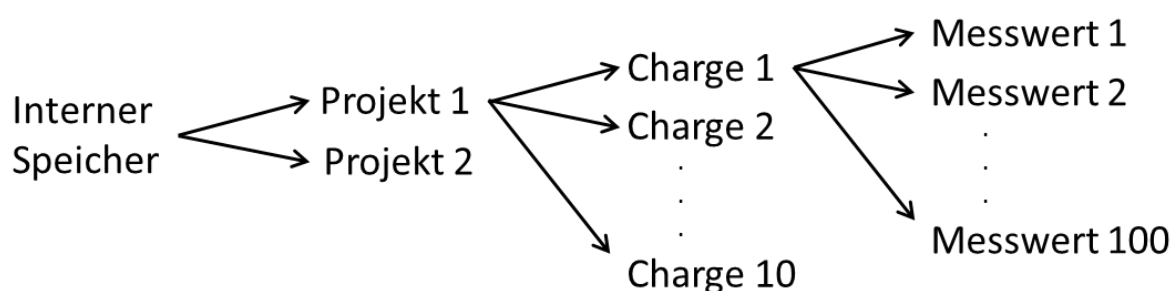 Interner
Speicher
Projekt 1
Projekt 2
Charge 1
Charge 2
.
.
.
Charge 10
Messwert 1
Messwert 2
.
.
.
Messwert 100